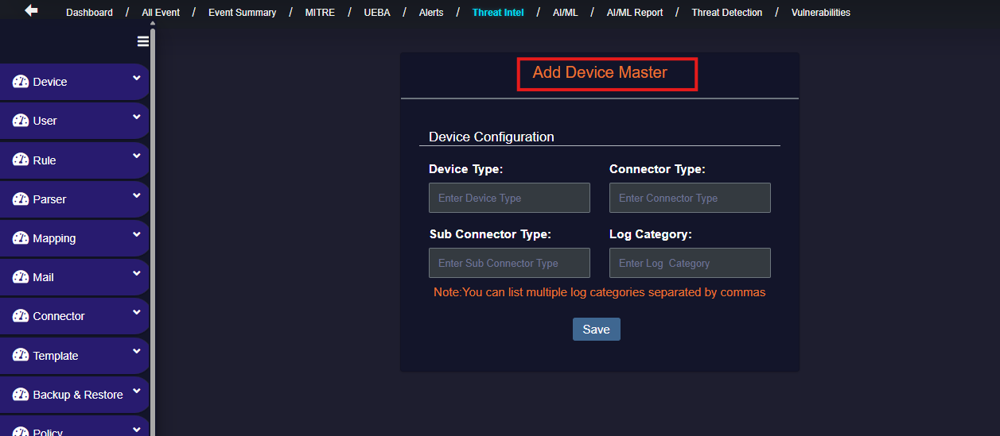 Dashboard / All Event / Event Summary / MITRE / UEBA / Alerts / Threat Intel / AI/ML / AI/ML Report / Threat Detection / Vulnerabilities
Device
User
Rule
Parser
Mapping
Mail
Connector
Template
Backup & Restore
Policy
Add Device Master
Device Configuration
Device Type: Connector Type:
Enter Device Type Enter Connector Type
Sub Connector Type: Log Category:
Enter Sub Connector Type Enter Log Category
Note:You can list multiple log categories separated by commas
Save